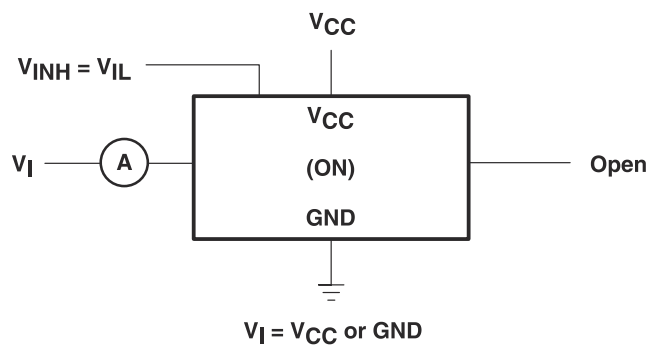 VCC
VINH = VIL
VCC
VI
A
(ON)
Open
GND
VI = VCC or GND